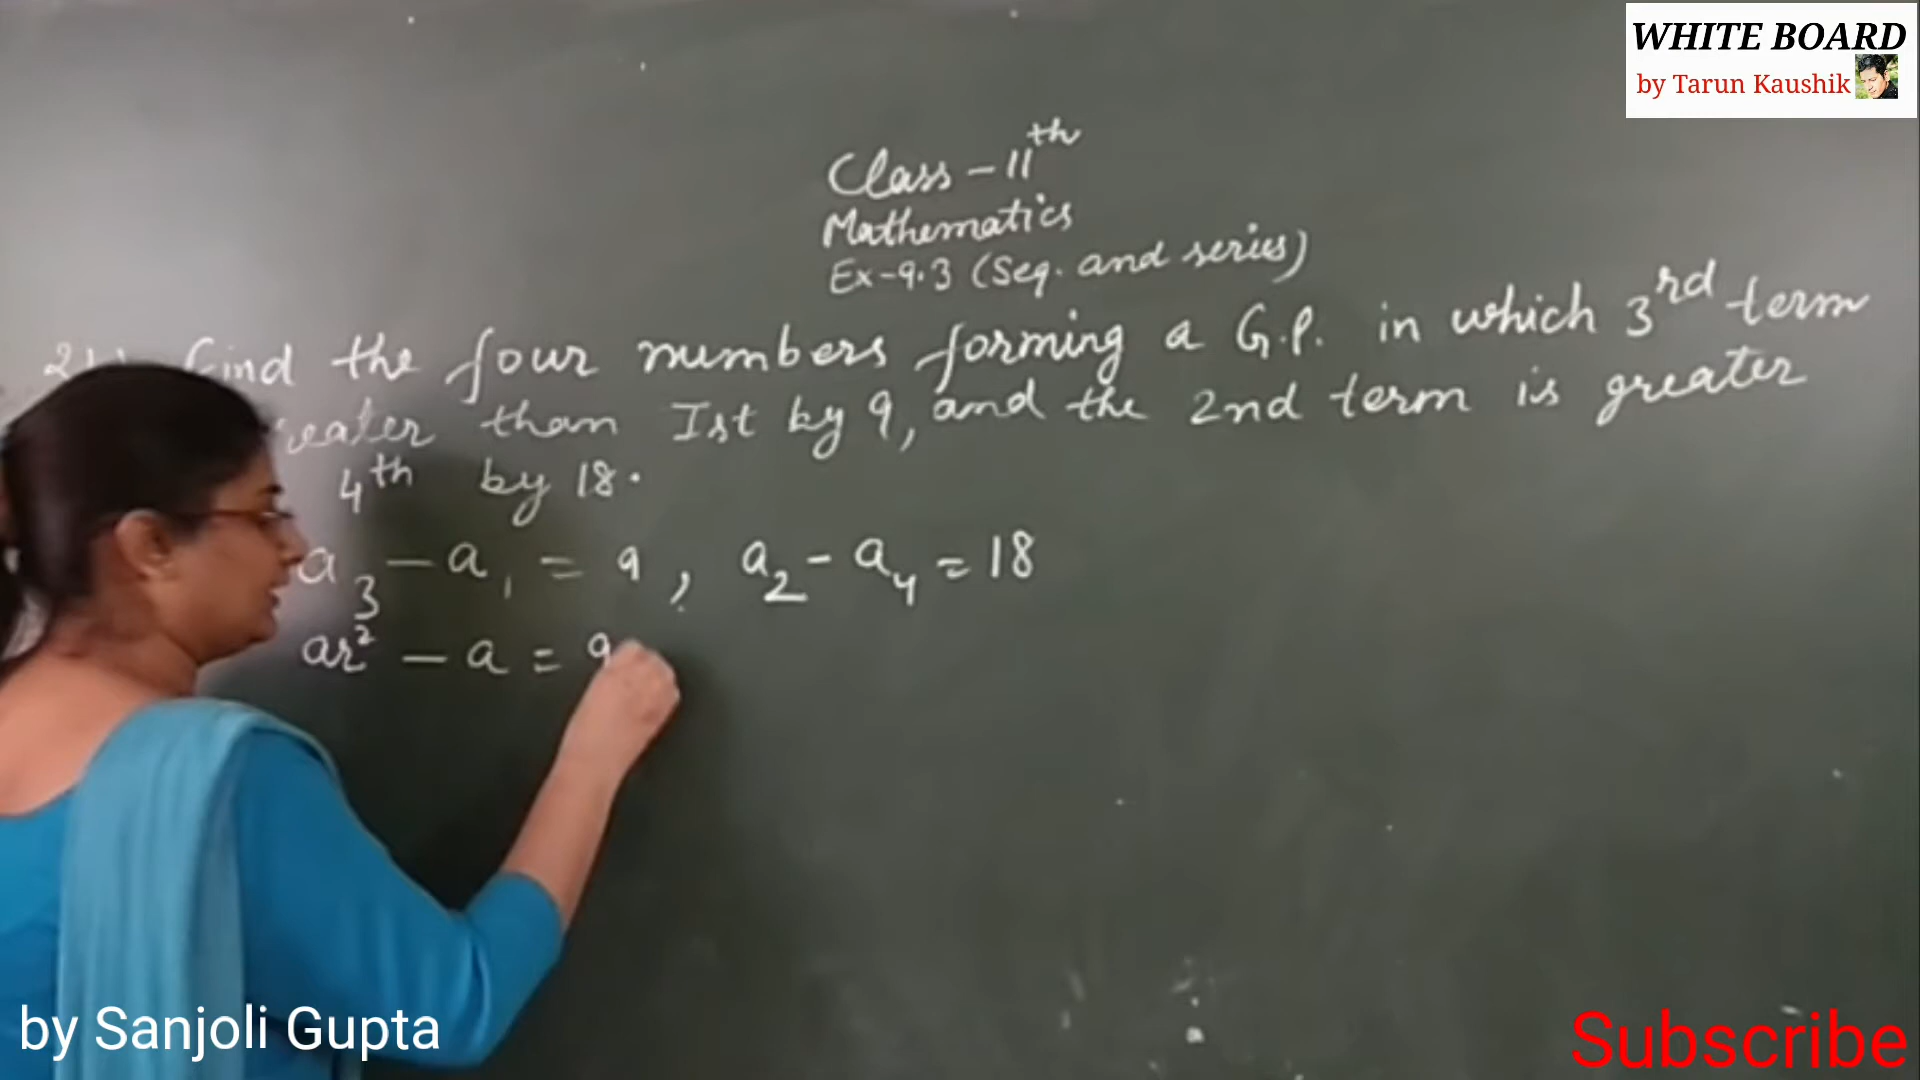 WHITE BOARD
by Tarun Kaushik
Class - 11th
Mathematics
Ex-9.3 (Seq. and series)
find the four numbers forming a G.P. in which 3rd term
than Ist by 9, and the 2nd term is greater
4th by 18.
a3 - a1 = 9, a2 - a4 = 18
ar² - a = 9
by Sanjoli Gupta
Subscribe